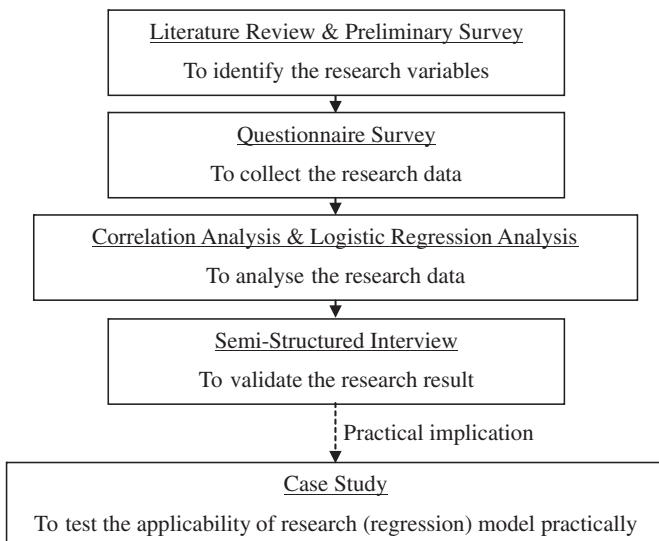 Literature Review & Preliminary Survey
To identify the research variables
Questionnaire Survey
To collect the research data
Correlation Analysis & Logistic Regression Analysis
To analyse the research data
Semi-Structured Interview
To validate the research result
Practical implication
Case Study
To test the applicability of research (regression) model practically